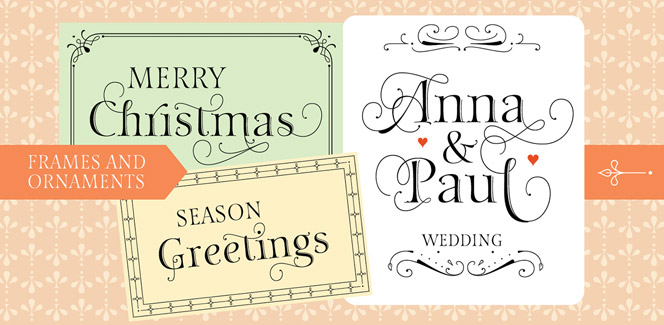 MERRY
Christmas
FRAMES AND
ORNAMENTS
SEASON
Greetings
Anna
&
Paul
WEDDING